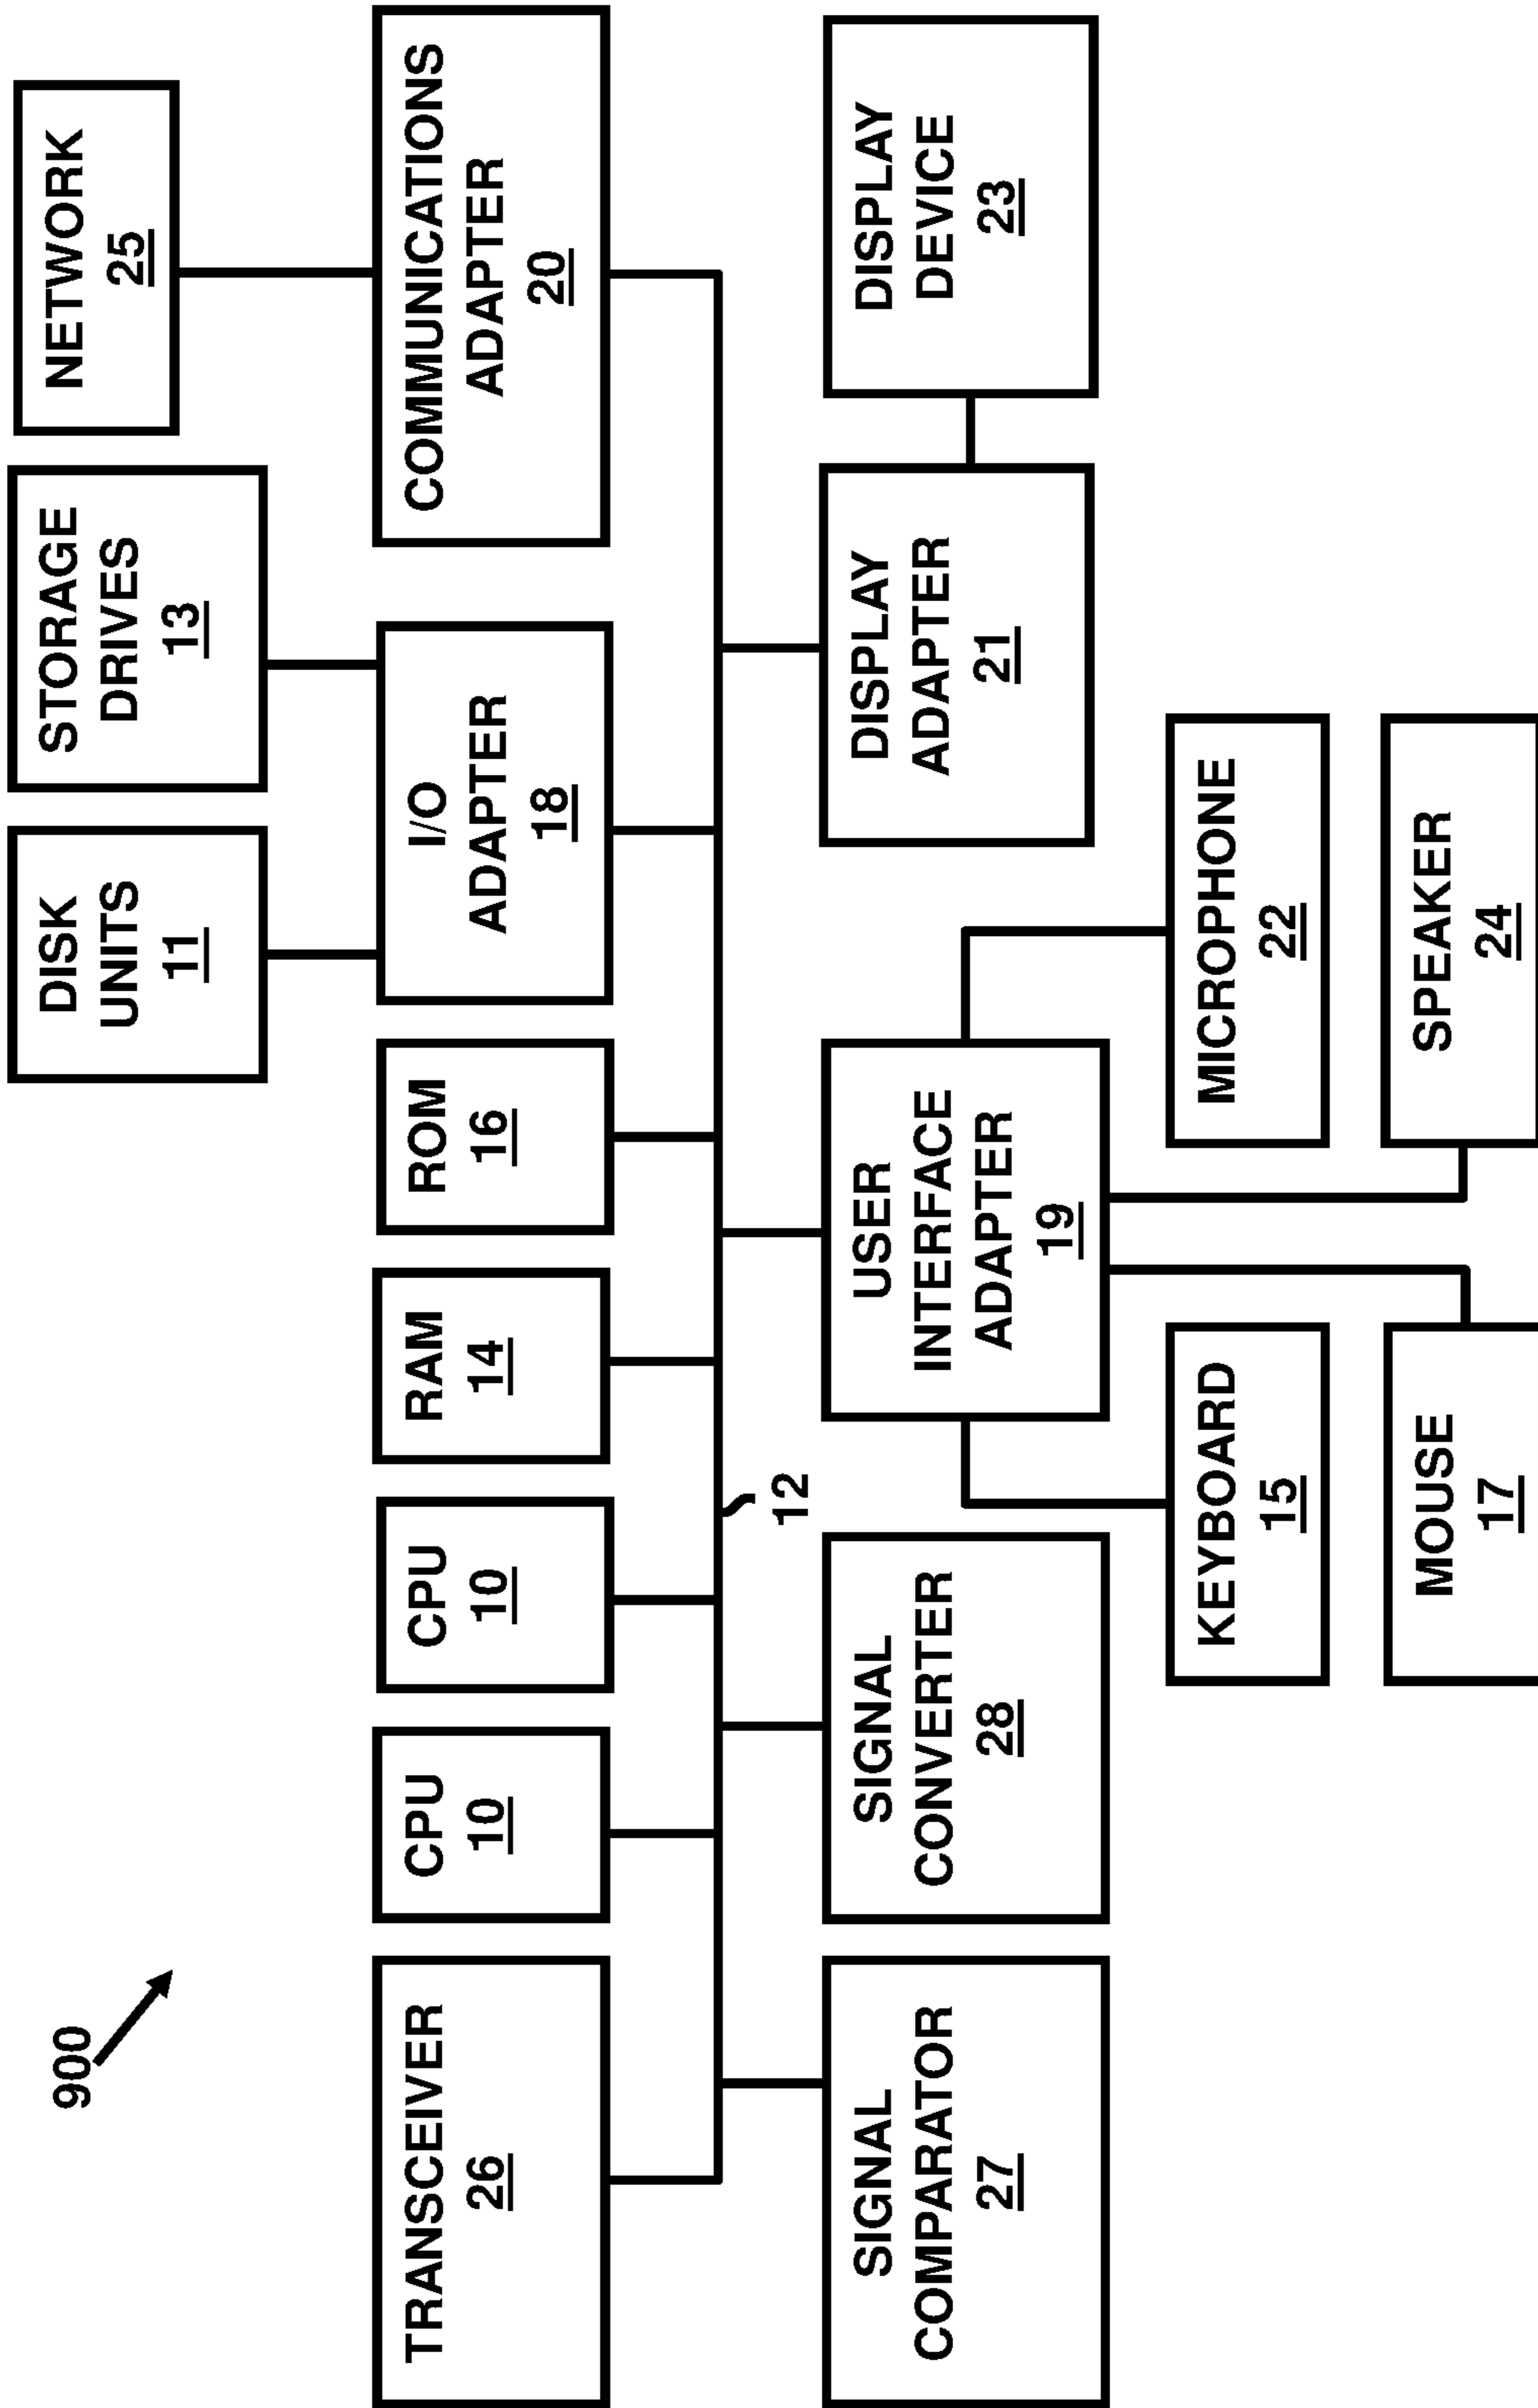 900
DISK
UNITS
11
STORAGE
DRIVES
13
NETWORK
25
TRANSCEIVER
26
CPU
10
CPU
10
RAM
14
ROM
16
I/O
ADAPTER
18
COMMUNICATIONS
ADAPTER
20
12
SIGNAL
COMPARATOR
27
SIGNAL
CONVERTER
28
USER
INTERFACE
ADAPTER
19
DISPLAY
ADAPTER
21
DISPLAY
DEVICE
23
KEYBOARD
15
MICROPHONE
22
MOUSE
17
SPEAKER
24